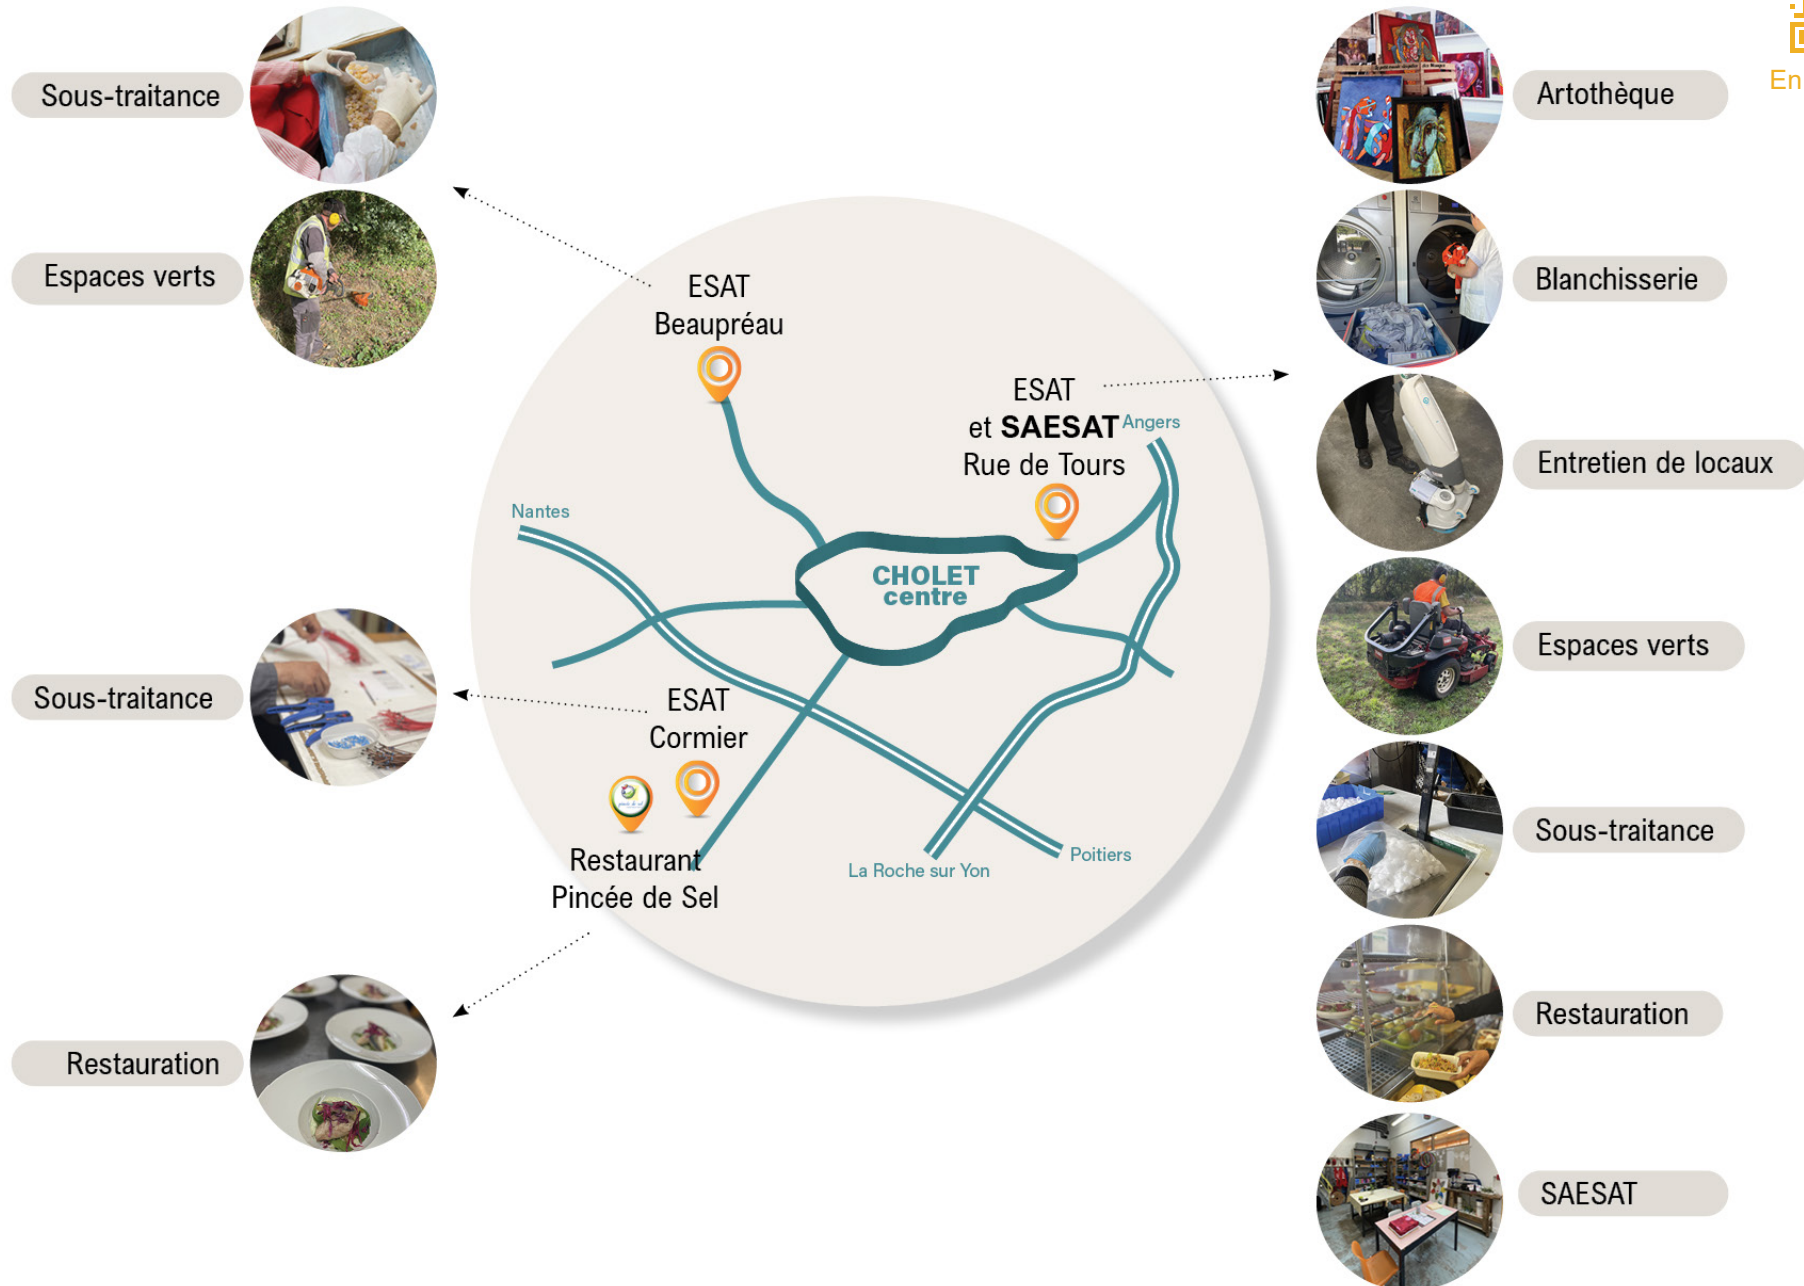 Sous-traitance
Espaces verts
Sous-traitance
Restauration
ESAT
Beaupréau
ESAT
et SAESAT
Rue de Tours
Angers
Nantes
CHOLET
centre
ESAT
Cormier
Restaurant
Pincée de Sel
La Roche sur Yon
Poitiers
Artothèque
Blanchisserie
Entretien de locaux
Espaces verts
Sous-traitance
Restauration
SAESAT
En